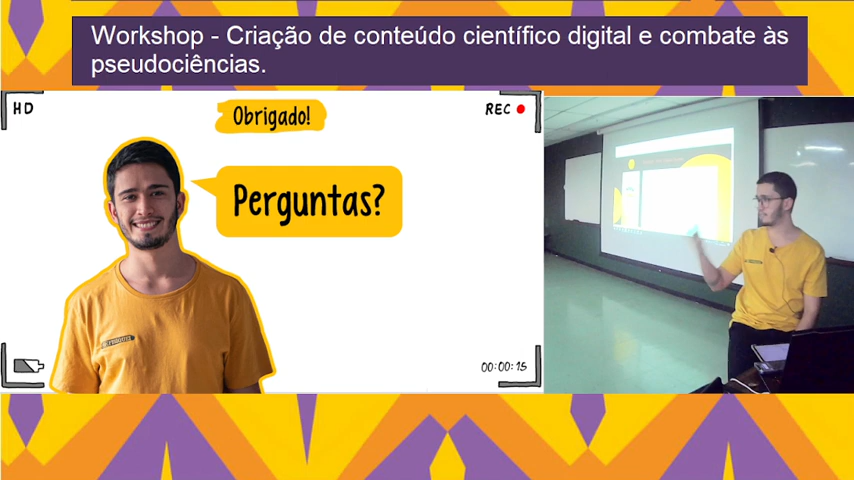 Workshop - Criação de conteúdo científico digital e combate às
pseudociências.
HD
Obrigado!
REC
Perguntas?
00:00:15